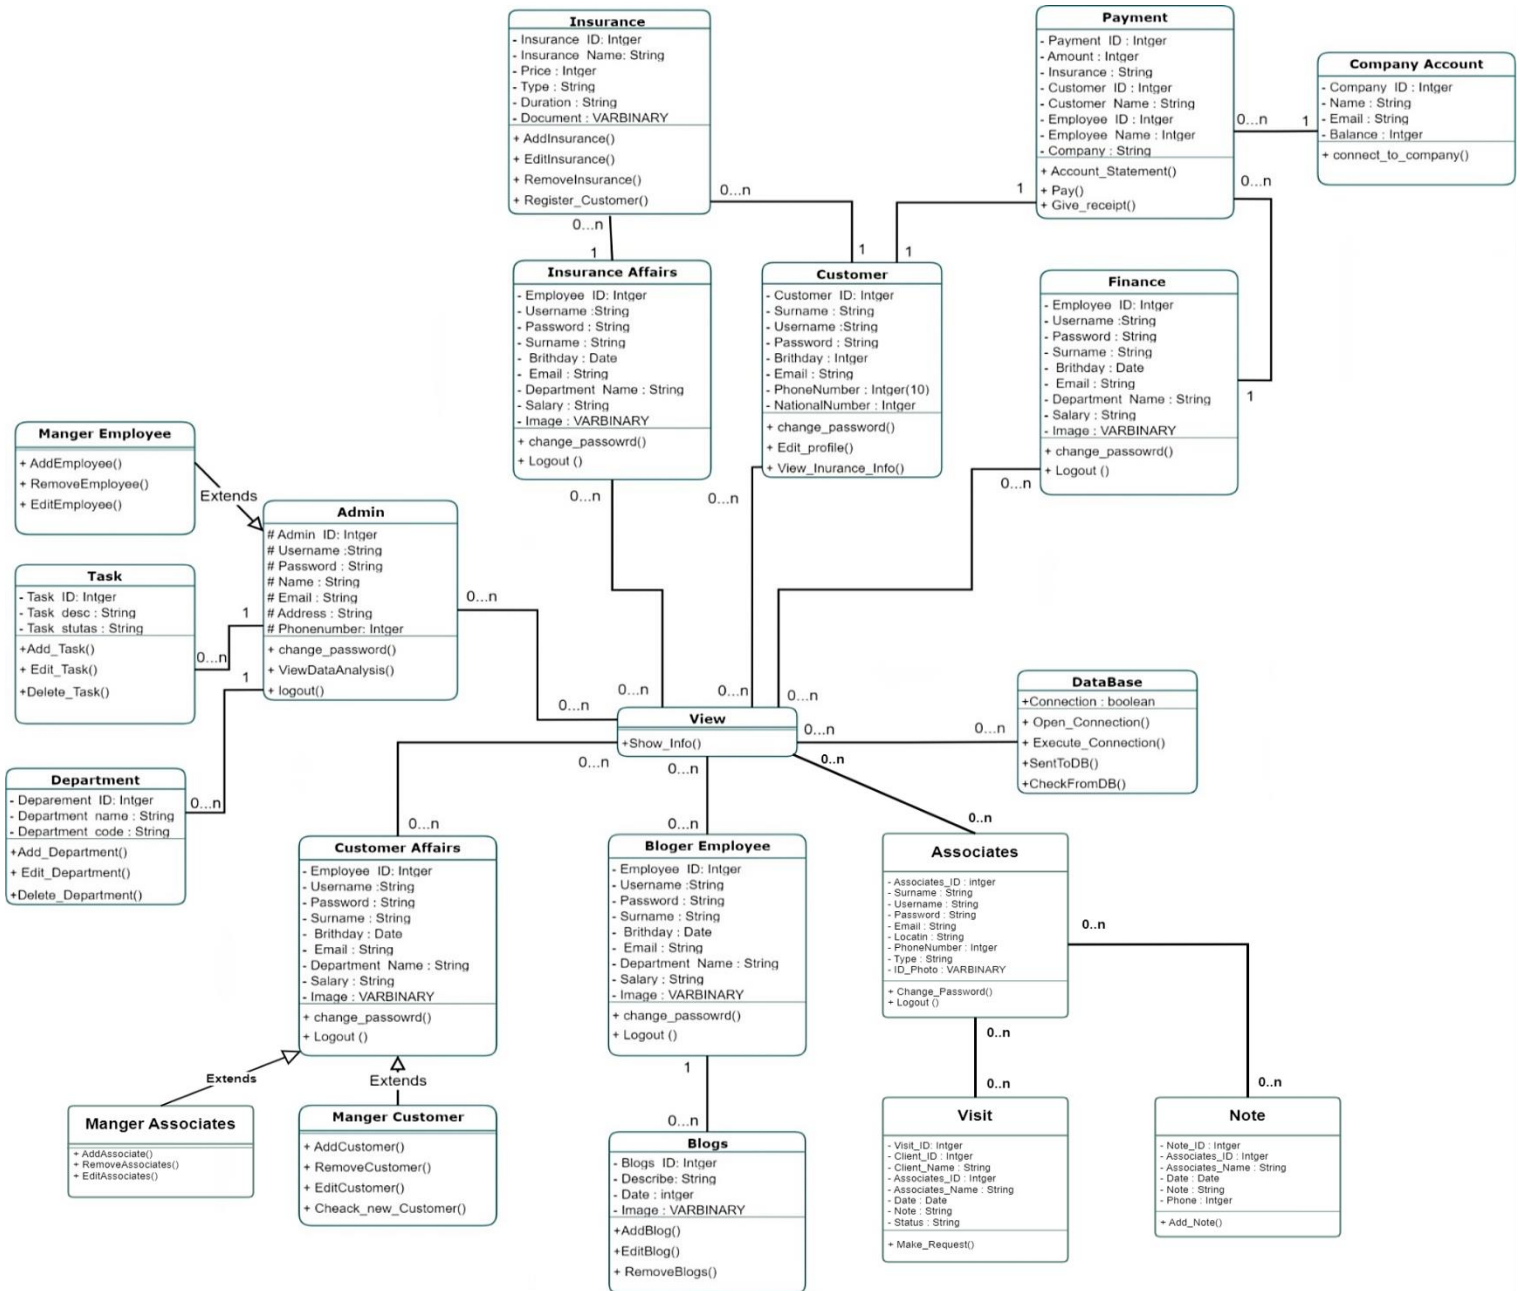 Insurance
- Insurance ID: Intger
- Insurance Name: String
- Price : Intger
- Type : String
- Duration : String
- Document : VARBINARY
+ AddInsurance()
+ EditInsurance()
+ RemoveInsurance()
+ Register_Customer()
0...n
0...n
1
1
Payment
- Payment ID : Intger
- Amount : Intger
- Insurance : String
- Customer ID : Intger
- Customer Name : String
- Employee ID : Intger
- Employee Name : Intger
- Company : String
+ Account_Statement()
+ Pay()
+ Give_receipt()
0...n
1
0...n
1
1
1
Company Account
- Company ID : Intger
- Name : String
- Email : String
- Balance : Intger
+ connect_to_company()
Insurance Affairs
- Employee ID: Intger
- Username :String
- Password : String
- Surname : String
- Brithday : Date
- Email : String
- Department Name : String
- Salary : String
- Image : VARBINARY
+ change_passowrd()
+ Logout ()
0...n
Customer
- Customer ID: Intger
- Surname : String
- Username : String
- Password : String
- Brithday : Intger
- Email : String
- PhoneNumber : Intger(10)
- NationalNumber : Intger
+ change_password()
+ Edit_profile()
+ View_Inurance_Info()
0...n
Finance
- Employee ID: Intger
- Username :String
- Password : String
- Surname : String
- Brithday : Date
- Email : String
- Department Name : String
- Salary : String
- Image : VARBINARY
+ change_passowrd()
+ Logout ()
0...n
Manger Employee
+ AddEmployee()
+ RemoveEmployee()
+ EditEmployee()
Extends
Admin
# Admin ID: Intger
# Username :String
# Password : String
# Name : String
# Email : String
# Address : String
# Phonenumber: Intger
+ change_password()
+ ViewDataAnalysis()
+ logout()
0...n
0...n
Task
- Task ID: Intger
- Task desc : String
- Task stutas : String
+Add_Task()
+ Edit_Task()
+Delete_Task()
1
0...n
1
Department
- Deparement ID: Intger
- Department name : String
- Department code : String
+Add_Department()
+ Edit_Department()
+Delete_Department()
0...n
View
+Show_Info()
0...n
0...n
0...n
0...n
0...n
0...n
0..n
DataBase
+Connection : boolean
+ Open_Connection()
+ Execute_Connection()
+SentToDB()
+CheckFromDB()
0...n
Customer Affairs
- Employee ID: Intger
- Username :String
- Password : String
- Surname : String
- Brithday : Date
- Email : String
- Department Name : String
- Salary : String
- Image : VARBINARY
+ change_passowrd()
+ Logout ()
0...n
Bloger Employee
- Employee ID: Intger
- Username :String
- Password : String
- Surname : String
- Brithday : Date
- Email : String
- Department Name : String
- Salary : String
- Image : VARBINARY
+ change_passowrd()
+ Logout ()
1
0...n
0..n
Associates
- Associates_ID : integer
- Surname : String
- Username : String
- Password : String
- Email : String
- Locatin : String
- PhoneNumber : Intger
- Type : String
- ID_Photo : VARBINARY
+ Change_Password()
+ Logout ()
0..n
0..n
0..n
0..n
Extends
Extends
Manger Associates
+ AddAssociate()
+ RemoveAssociates()
+ EditAssociates()
Manger Customer
+ AddCustomer()
+ RemoveCustomer()
+ EditCustomer()
+ Cheack_new_Customer()
Blogs
- Blogs ID: Intger
- Describe: String
- Date : intger
- Image : VARBINARY
+AddBlog()
+EditBlog()
+ RemoveBlogs()
Visit
- Visit_ID: Intger
- Client_ID : Intger
- Client_Name : String
- Associates_ID : Intger
- Associates_Name : String
- Date : Date
- Note : String
- Status : String
+ Make_Request()
Note
- Note_ID : Intger
- Associates_ID : Intger
- Associates_Name : String
- Date : Date
- Note : String
- Phone : Intger
+ Add_Note()